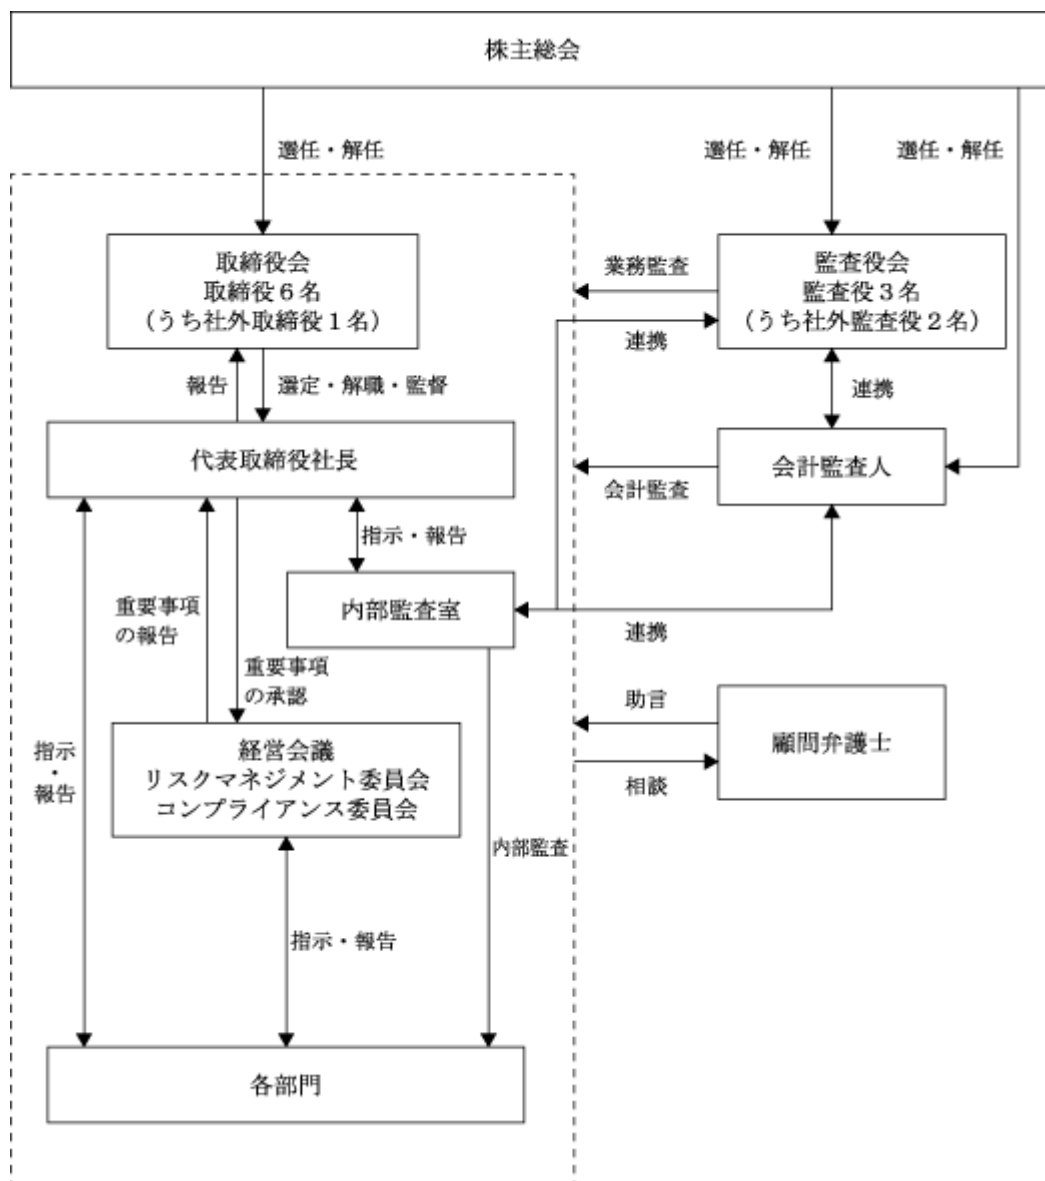 株主総会
選任・解任
選任・解任
選任・解任
取締役会
取締役６名
（うち社外取締役１名）
業務監査
監査役会
監査役３名
（うち社外監査役２名）
連携
報告
選定・解職・監督
連携
代表取締役社長
会計監査人
会計監査
指示・報告
内部監査室
重要事項
の報告
連携
重要事項
の承認
助言
顧問弁護士
相談
経営会議
リスクマネジメント委員会
コンプライアンス委員会
指示
・
報告
内部監査
指示・報告
各部門